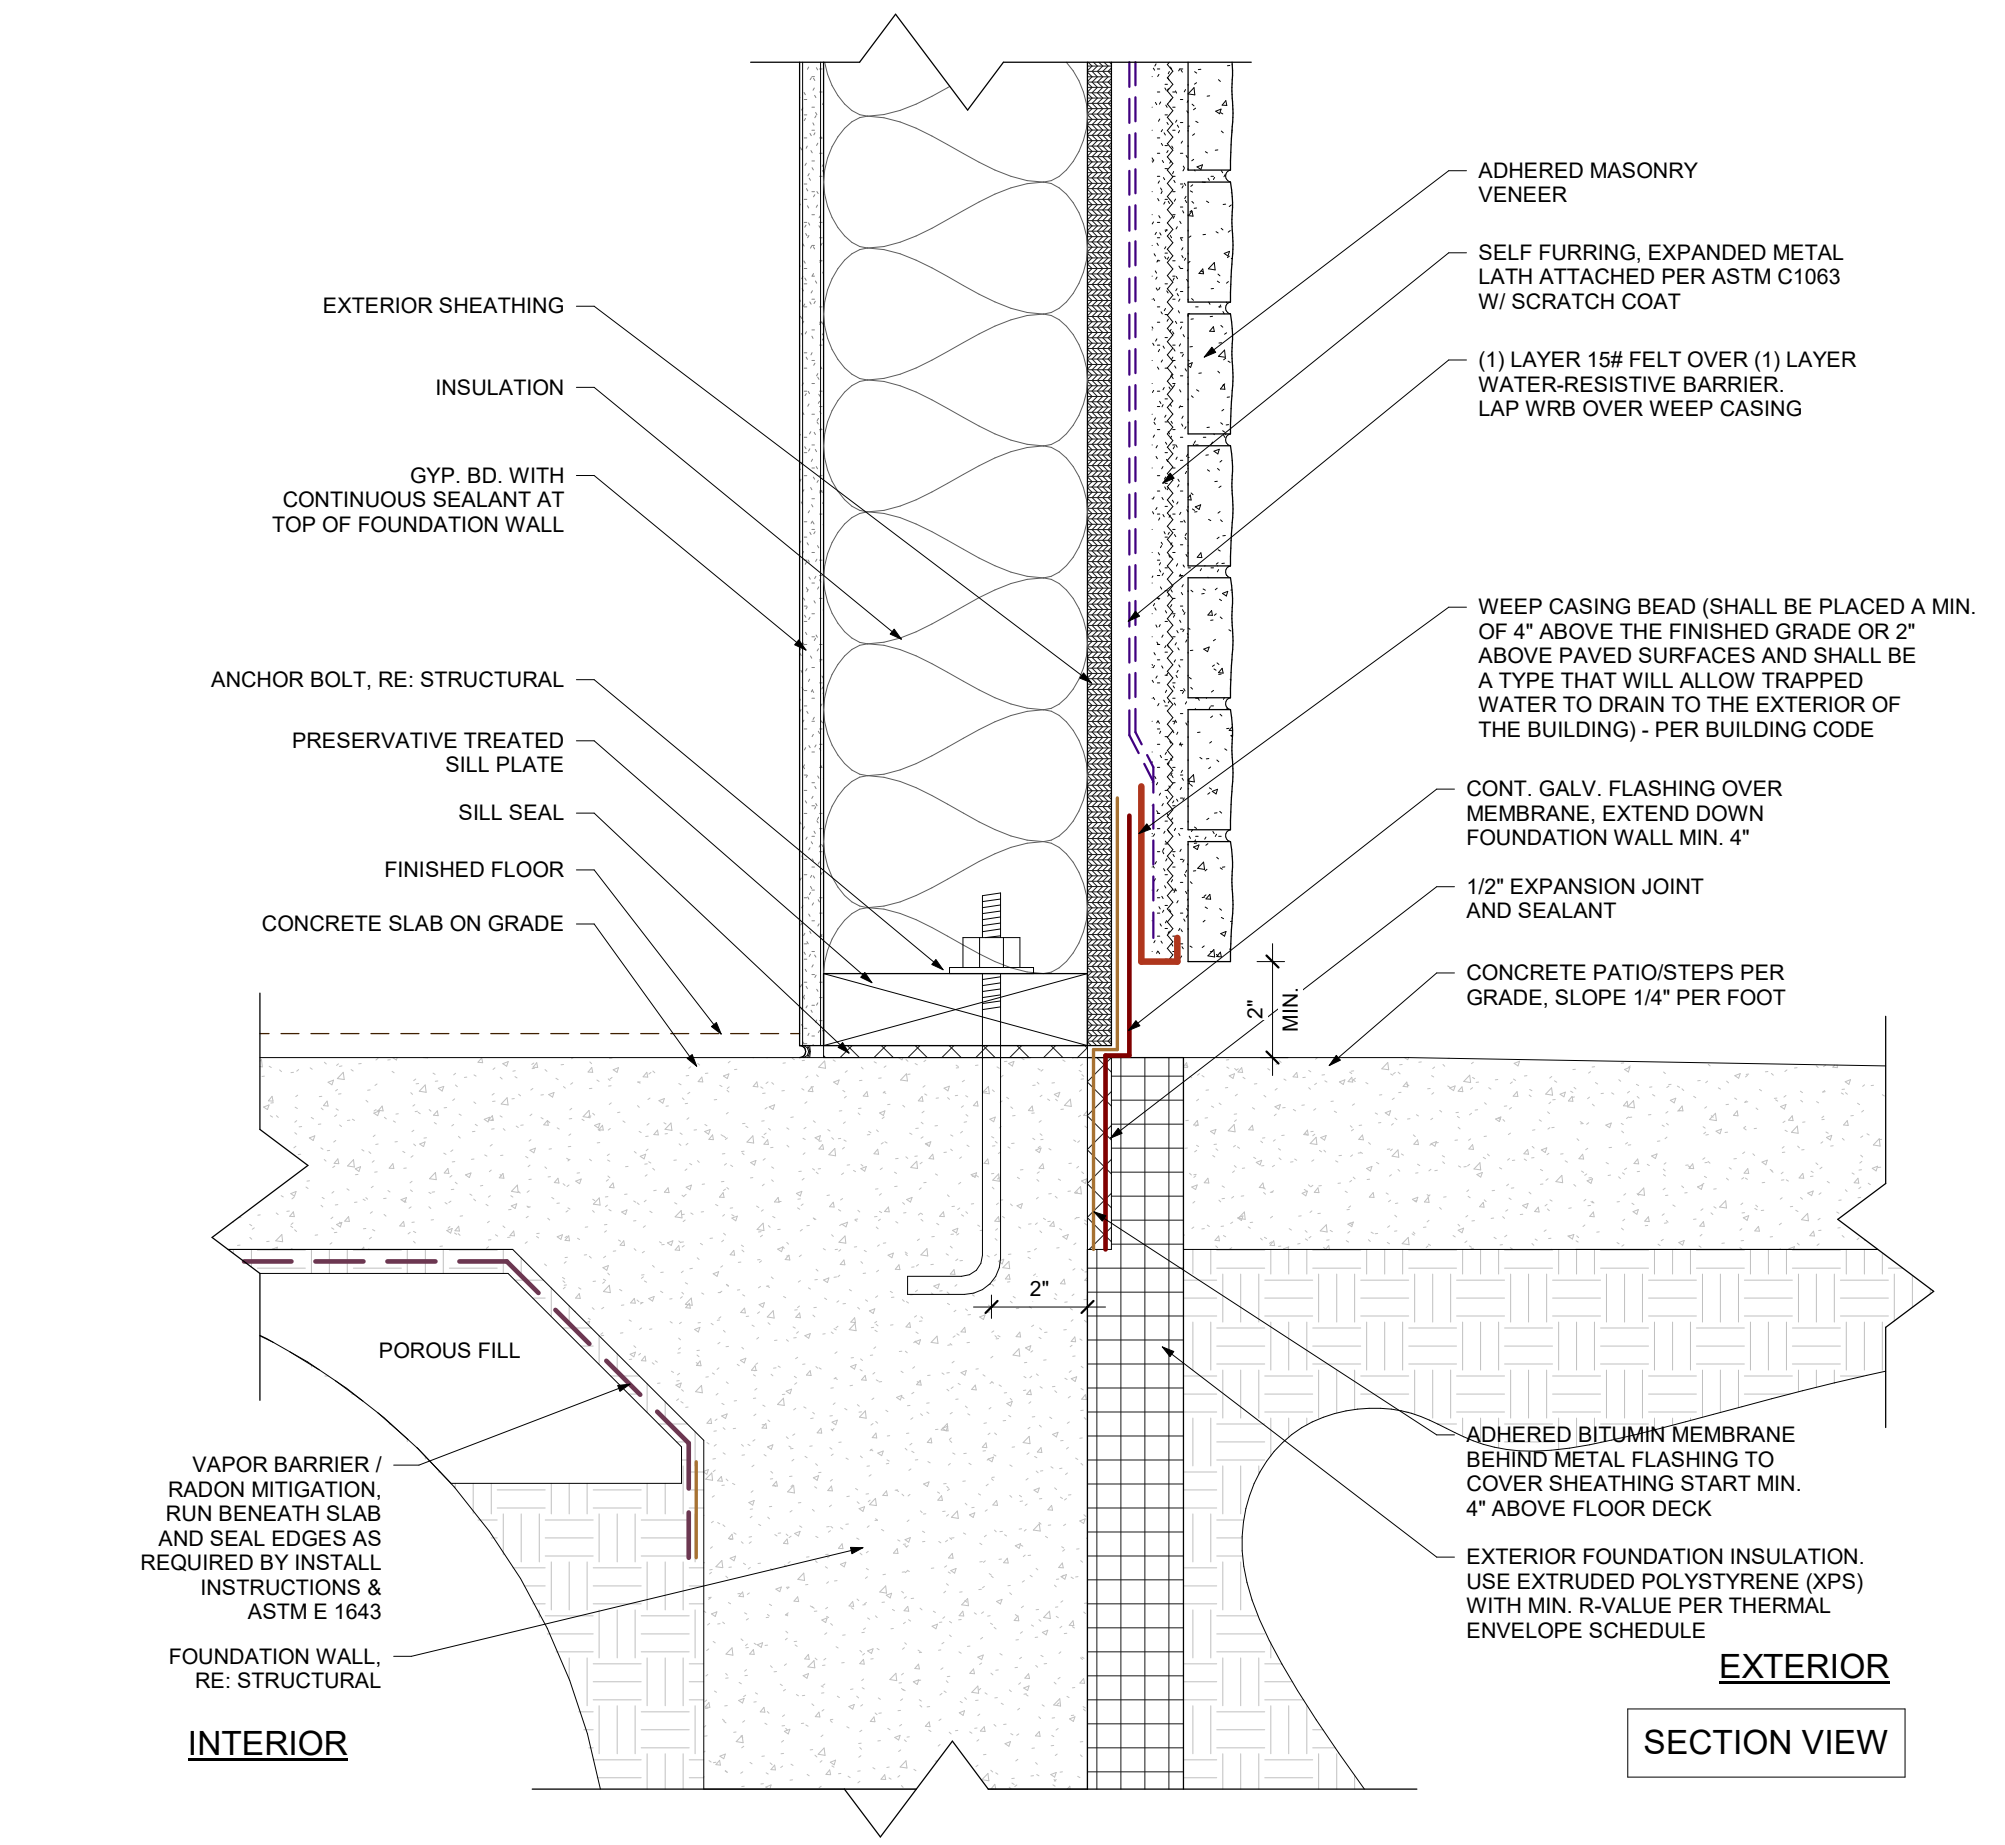 EXTERIOR SHEATHING
INSULATION
GYP. BD. WITH
CONTINUOUS SEALANT AT
TOP OF FOUNDATION WALL
ANCHOR BOLT, RE: STRUCTURAL
PRESERVATIVE TREATED
SILL PLATE
SILL SEAL
FINISHED FLOOR
CONCRETE SLAB ON GRADE
POROUS FILL
VAPOR BARRIER /
RADON MITIGATION,
RUN BENEATH SLAB
AND SEAL EDGES AS
REQUIRED BY INSTALL
INSTRUCTIONS &
ASTM E 1643
FOUNDATION WALL,
RE: STRUCTURAL
INTERIOR
2"
2"
MIN.
ADHERED MASONRY
VENEER
SELF FURRING, EXPANDED METAL
LATH ATTACHED PER ASTM C1063
W/ SCRATCH COAT
(1) LAYER 15# FELT OVER (1) LAYER
WATER-RESISTIVE BARRIER.
LAP WRB OVER WEEP CASING
WEEP CASING BEAD (SHALL BE PLACED A MIN.
OF 4" ABOVE THE FINISHED GRADE OR 2"
ABOVE PAVED SURFACES AND SHALL BE
A TYPE THAT WILL ALLOW TRAPPED
WATER TO DRAIN TO THE EXTERIOR OF
THE BUILDING) - PER BUILDING CODE
CONT. GALV. FLASHING OVER
MEMBRANE, EXTEND DOWN
FOUNDATION WALL MIN. 4"
1/2" EXPANSION JOINT
AND SEALANT
CONCRETE PATIO/STEPS PER
GRADE, SLOPE 1/4" PER FOOT
ADHERED BITUMIN MEMBRANE
BEHIND METAL FLASHING TO
COVER SHEATHING START MIN.
4" ABOVE FLOOR DECK
EXTERIOR FOUNDATION INSULATION.
USE EXTRUDED POLYSTYRENE (XPS)
WITH MIN. R-VALUE PER THERMAL
ENVELOPE SCHEDULE
EXTERIOR
SECTION VIEW